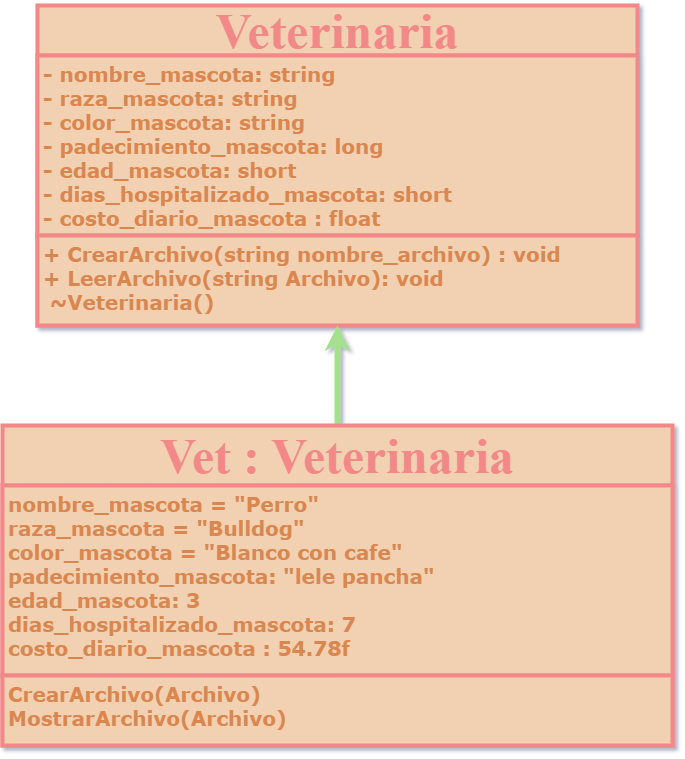 Veterinaria
- nombre_mascota: string
- raza_mascota: string
- color_mascota: string
- padecimiento_mascota: long
- edad_mascota: short
- dias_hospitalizado_mascota: short
- costo_diario_mascota : float
+ CrearArchivo(string nombre_archivo) : void
+ LeerArchivo(string Archivo): void
~Veterinaria()
Vet : Veterinaria
nombre_mascota = "Perro"
raza_mascota = "Bulldog"
color_mascota = "Blanco con cafe"
padecimiento_mascota: "lele pancha"
edad_mascota: 3
dias_hospitalizado_mascota: 7
costo_diario_mascota : 54.78f
CrearArchivo(Archivo)
MostrarArchivo(Archivo)